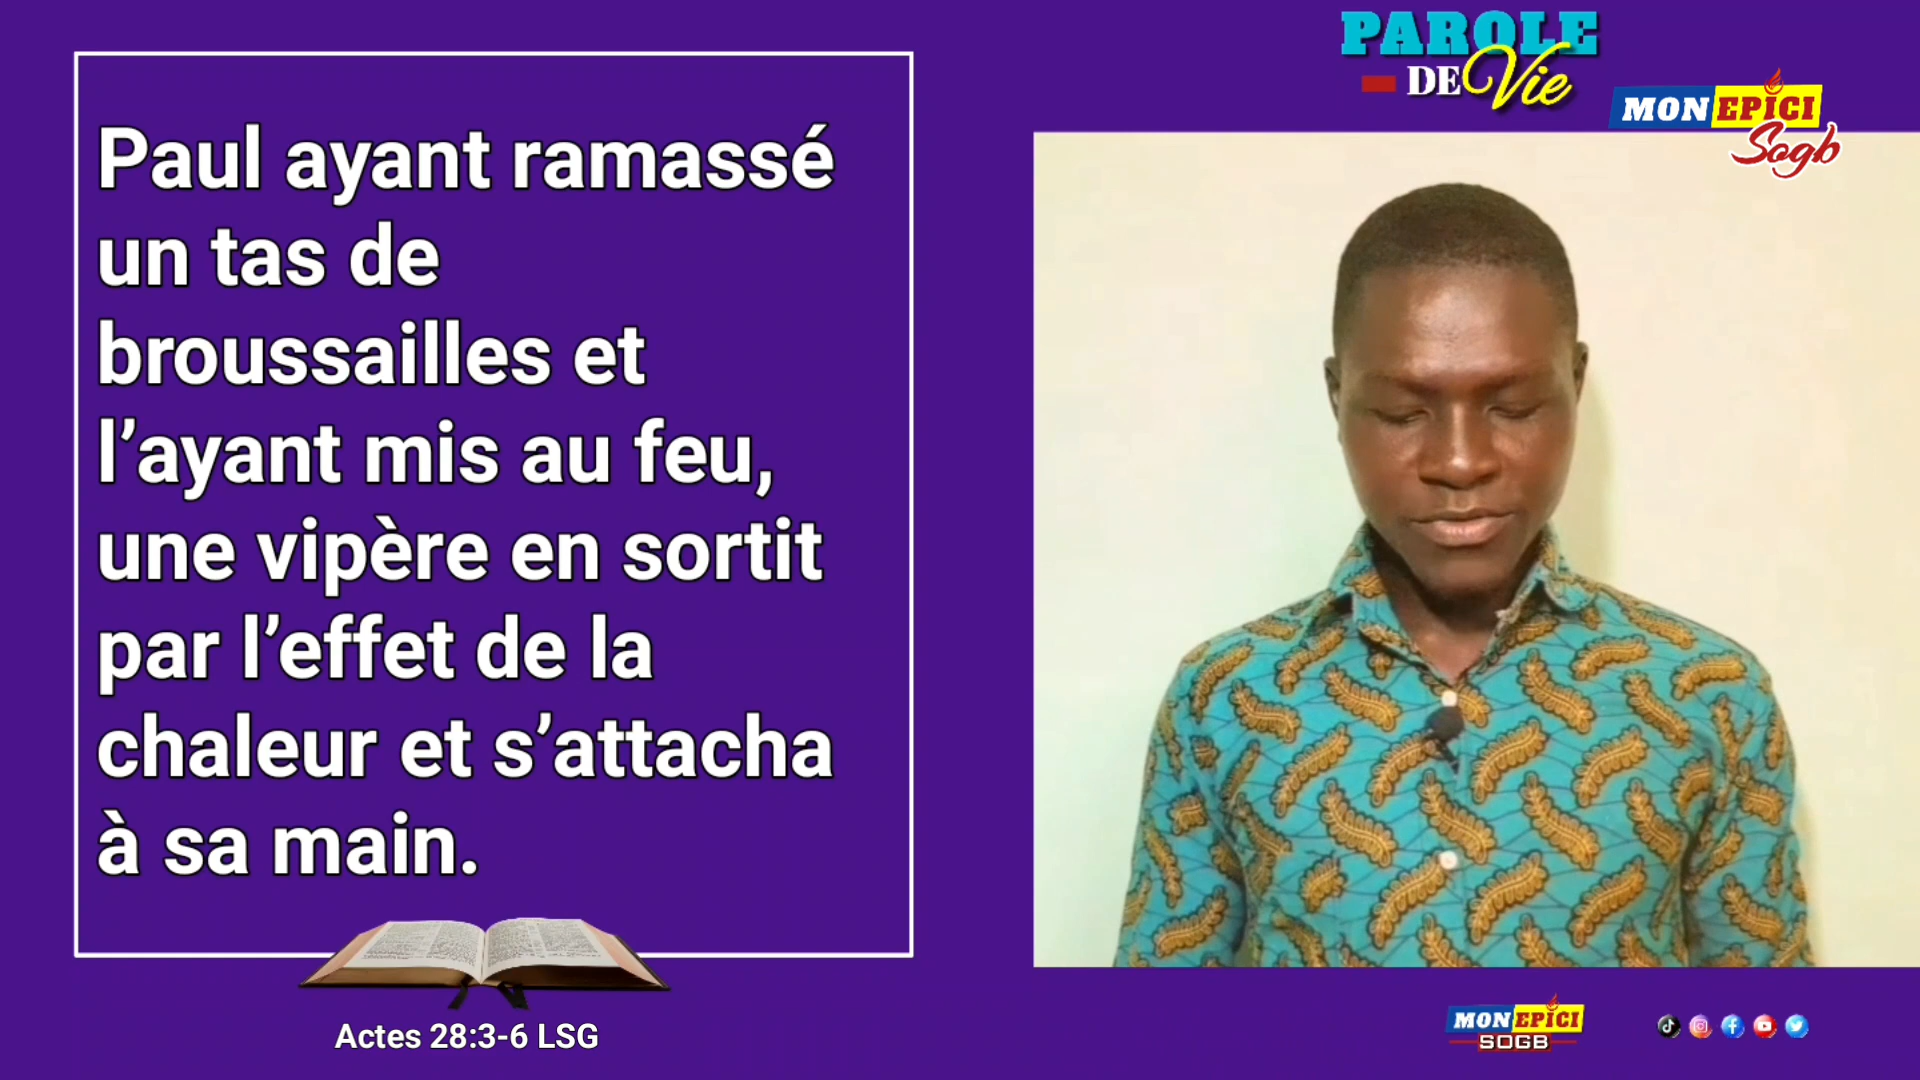 PAROLE
DE Vie
MON EPICI
Sogb
Paul ayant ramassé
un tas de
broussailles et
l’ayant mis au feu,
une vipère en sortit
par l’effet de la
chaleur et s’attacha
à sa main.
Actes 28:3-6 LSG
MON EPICI
SOGB